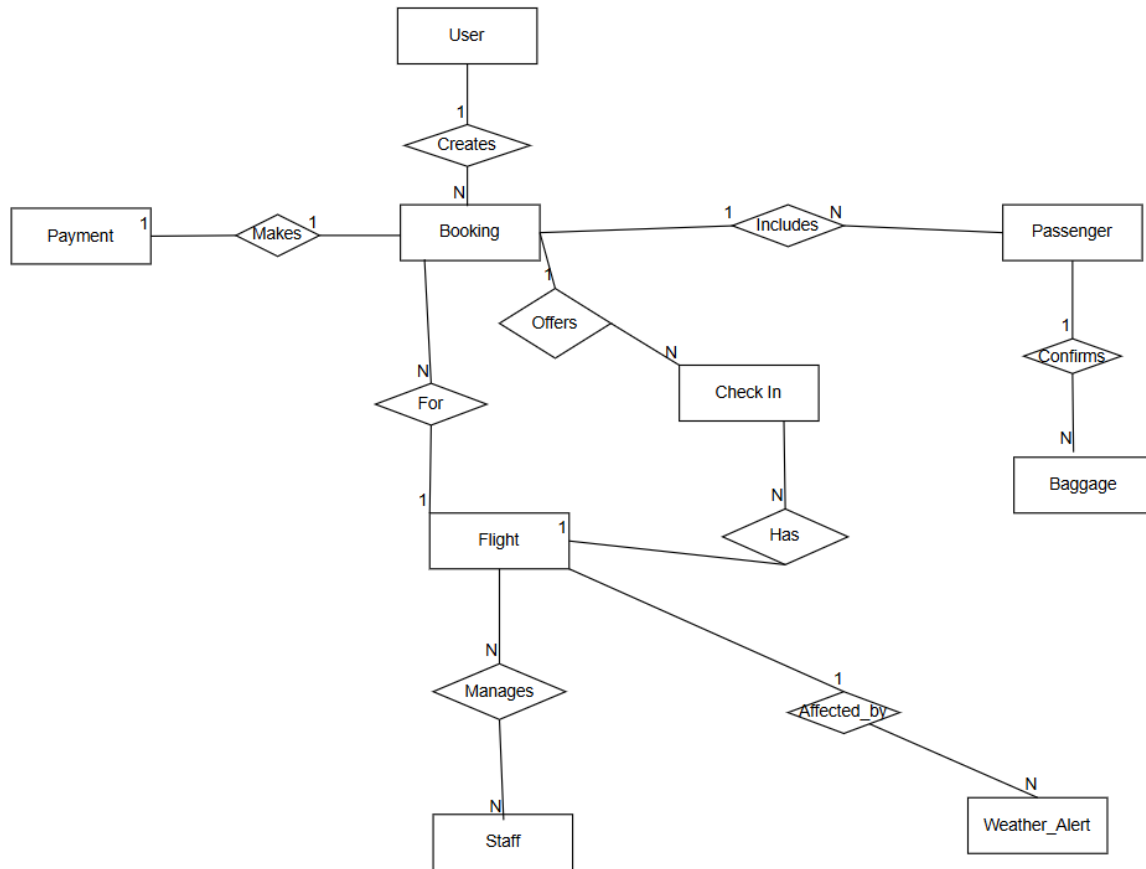 User
1
Creates
N
Payment
1
Makes
1
Booking
1
Includes
N
Passenger
1
Offers
N
Check In
1
Confirms
N
Baggage
N
For
1
Flight
1
N
Has
N
Manages
N
Staff
1
Affected_by
N
Weather_Alert